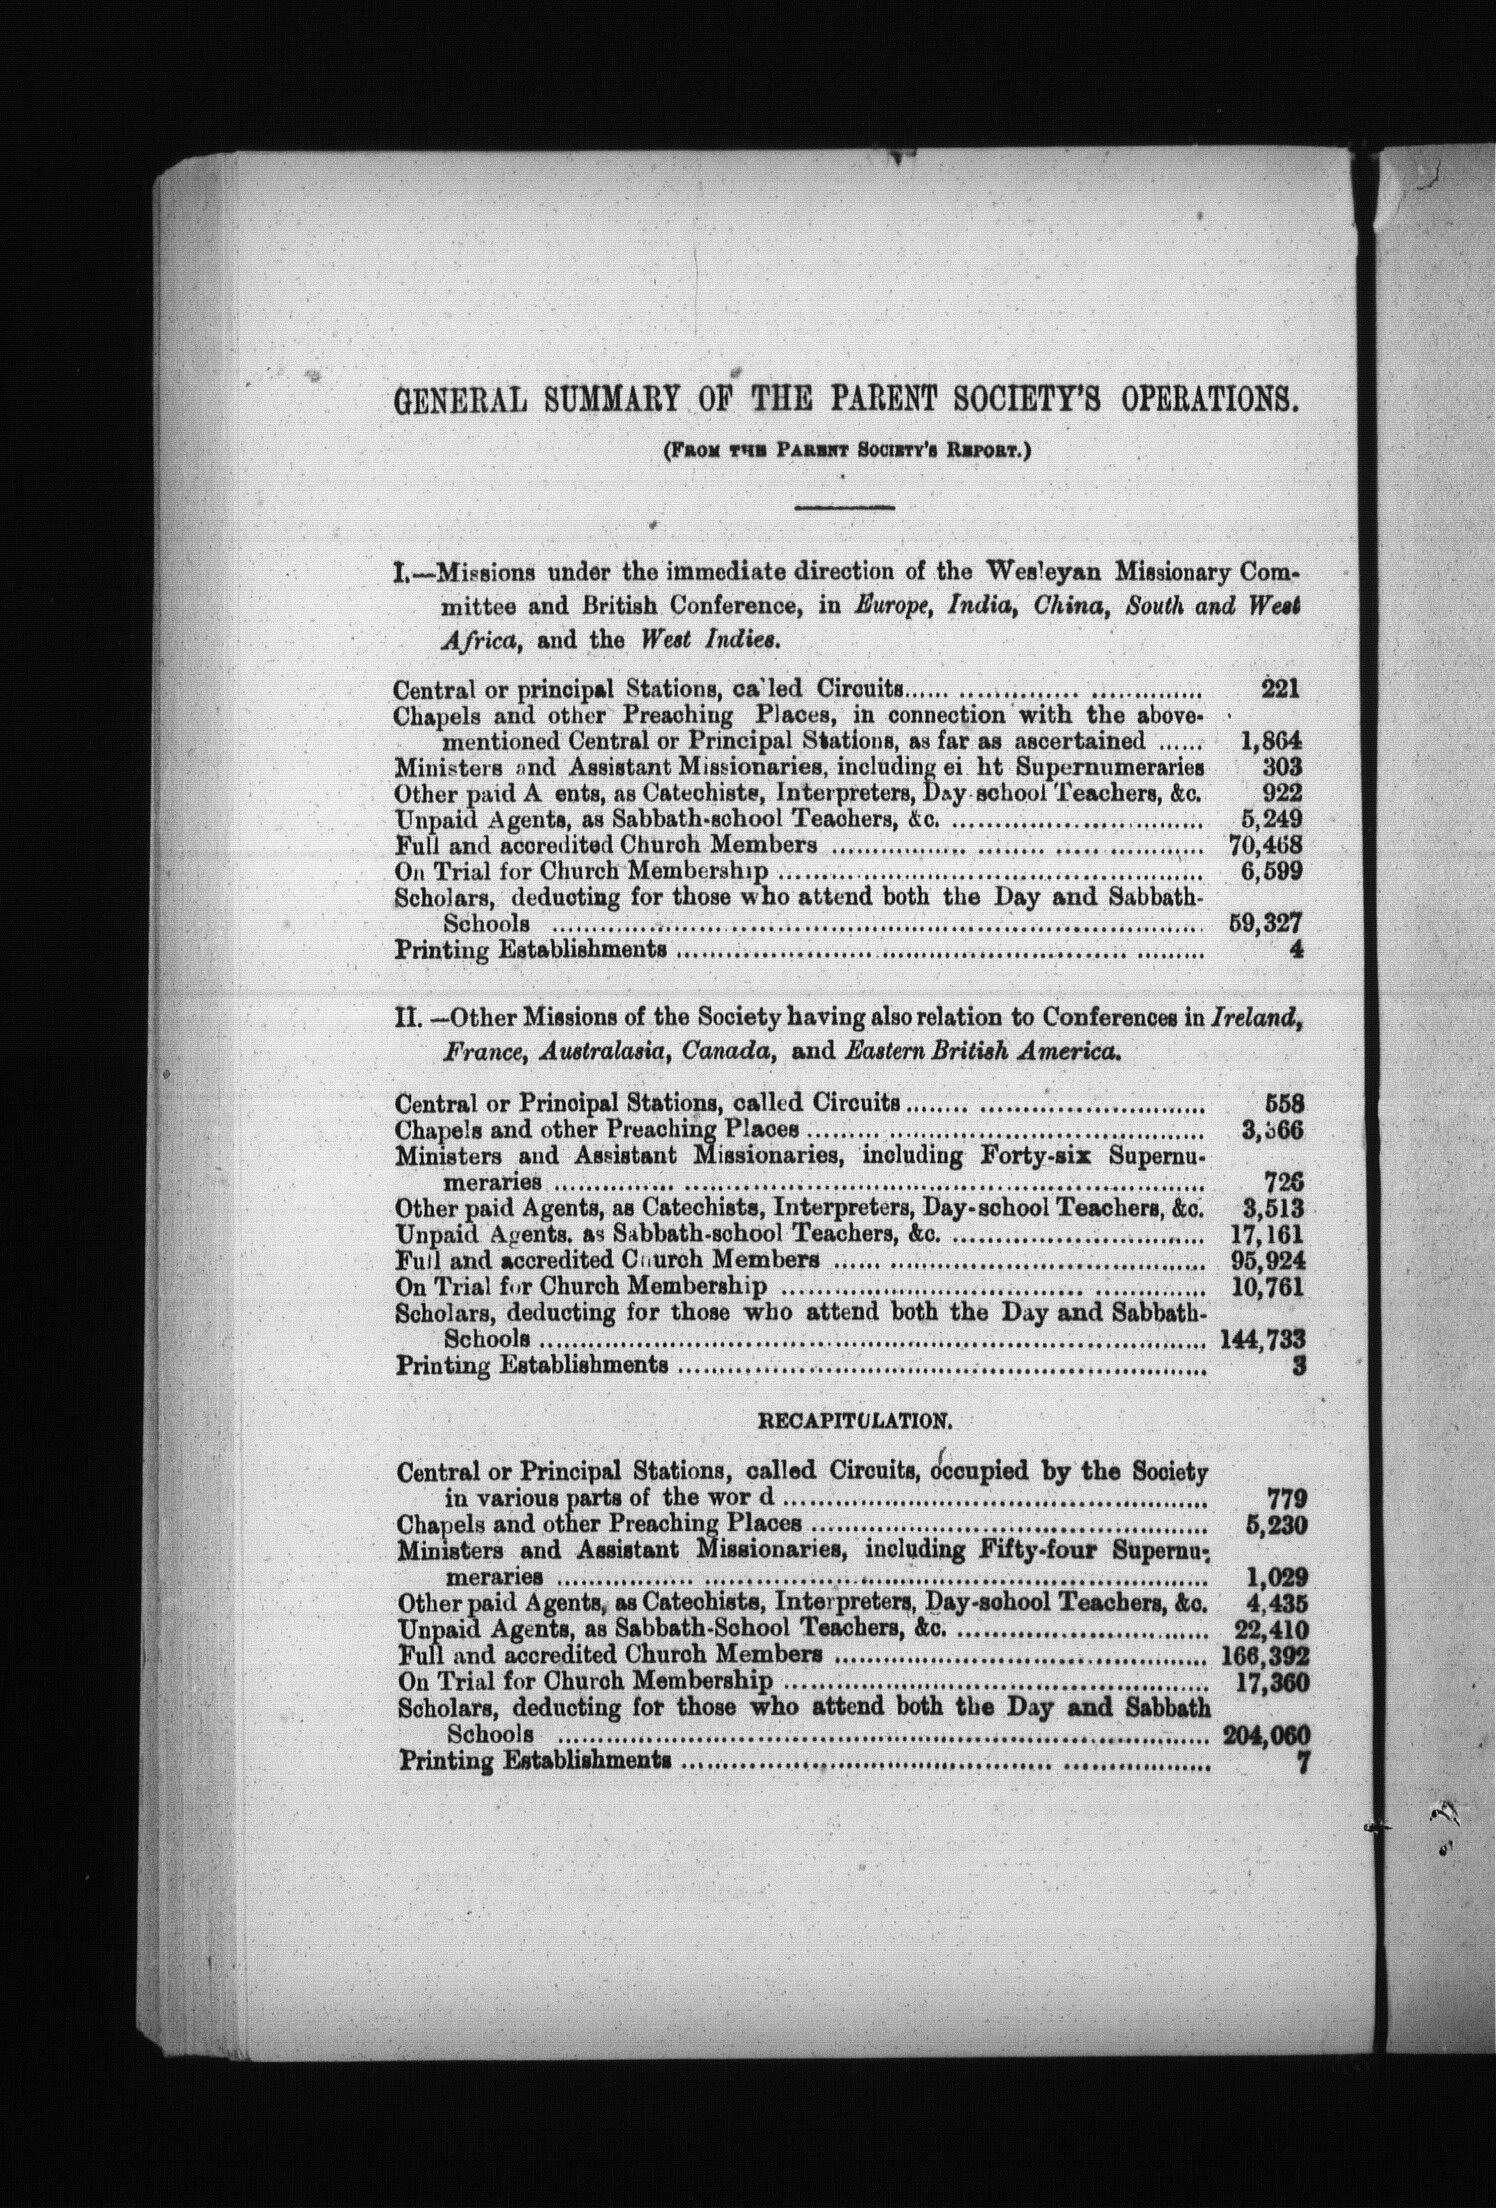 GENERAL SUMMARY OF THE PARENT SOCIETY'S OPERATIONS.
(FROM THE PARENT SOCIETY'S REPORT.)
I.—Missions under the immediate direction of the Wesleyan Missionary Com-
mittee and British Conference, in Europe, India, China, South and West
Africa, and the West Indies.
Central or principal Stations, called Circuits...... .............. .............. 221
Chapels and other Preaching Places, in connection with the above-
mentioned Central or Principal Stations, as far as ascertained ...... 1,864
Ministers and Assistant Missionaries, including ei ht Supernumeraries 303
Other paid A ents, as Catechists, Interpreters, Day-school Teachers, &c. 922
Unpaid Agents, as Sabbath-school Teachers, &c. ............................. 5,249
Full and accredited Church Members ................ ........ ..... ............ 70,468
On Trial for Church Membership ................................................. 6,599
Scholars, deducting for those who attend both the Day and Sabbath-
Schools ........................................................................... 59,327
Printing Establishments ....................... ............................. ......... 4
II. —Other Missions of the Society having also relation to Conferences in Ireland,
France, Australasia, Canada, and Eastern British America.
Central or Principal Stations, called Circuits ........ .......................... 558
Chapels and other Preaching Places ......... ..................................... 3,366
Ministers and Assistant Missionaries, including Forty-six Supernu-
meraries ............... .............................................................. 726
Other paid Agents, as Catechists, Interpreters, Day-school Teachers, &c. 3,513
Unpaid Agents, as Sabbath-school Teachers, &c. ............................. 17,161
Full and accredited Church Members ...... ..................................... 95,924
On Trial for Church Membership ................................... ............. 10,761
Scholars, deducting for those who attend both the Day and Sabbath-
Schools .............................................................................. 144,733
Printing Establishments ............................................................... 3
RECAPITULATION.
Central or Principal Stations, called Circuits, occupied by the Society
in various parts of the wor d .................................................. 779
Chapels and other Preaching Places ............................................... 5,230
Ministers and Assistant Missionaries, including Fifty-four Supernu-
meraries ................ ........................................................... 1,029
Other paid Agents, as Catechists, Interpreters, Day-school Teachers, &c. 4,435
Unpaid Agents, as Sabbath-School Teachers, &c. ............................. 22,410
Full and accredited Church Members ............................................ 166,392
On Trial for Church Membership .................................................. 17,360
Scholars, deducting for those who attend both the Day and Sabbath
Schools ........................................................................... 204,060
Printing Establishments ........................................... ................. 7